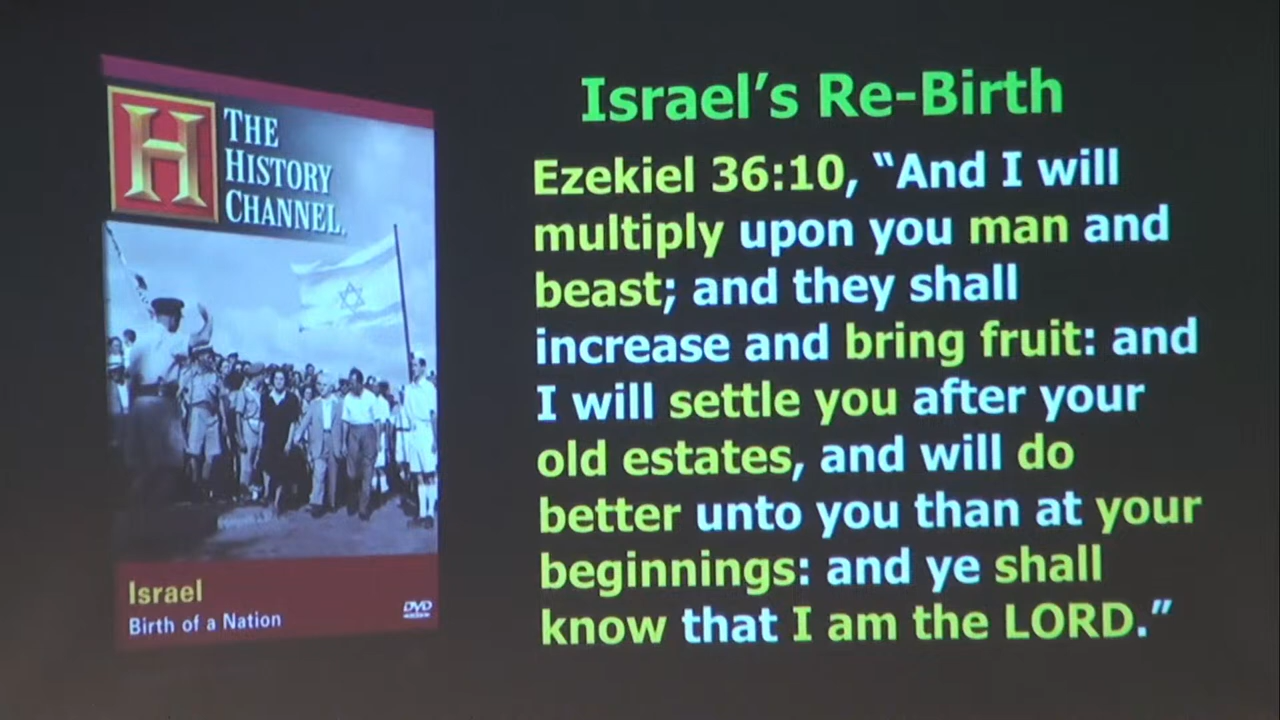 H
THE
HISTORY
CHANNEL.
Israel
Birth of a Nation
DVD
Israel's Re-Birth
Ezekiel 36:10, “And I will
multiply upon you man and
beast; and they shall
increase and bring fruit: and
I will settle you after your
old estates, and will do
better unto you than at your
beginnings: and ye shall
know that I am the LORD.”